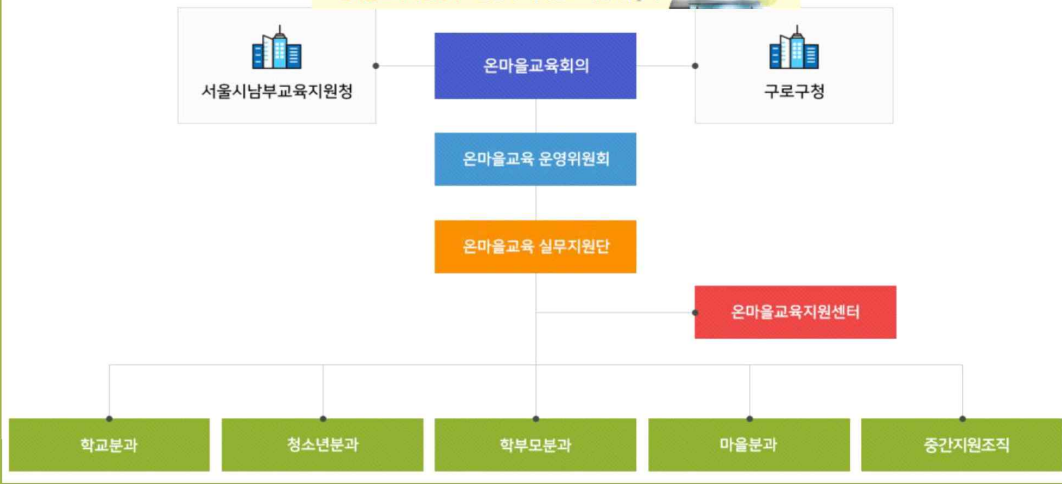 온마을교육회의
서울시남부교육지원청
구로구청
온마을교육 운영위원회
온마을교육 실무지원단
온마을교육지원센터
학교분과
청소년분과
학부모분과
마을분과
중간지원조직